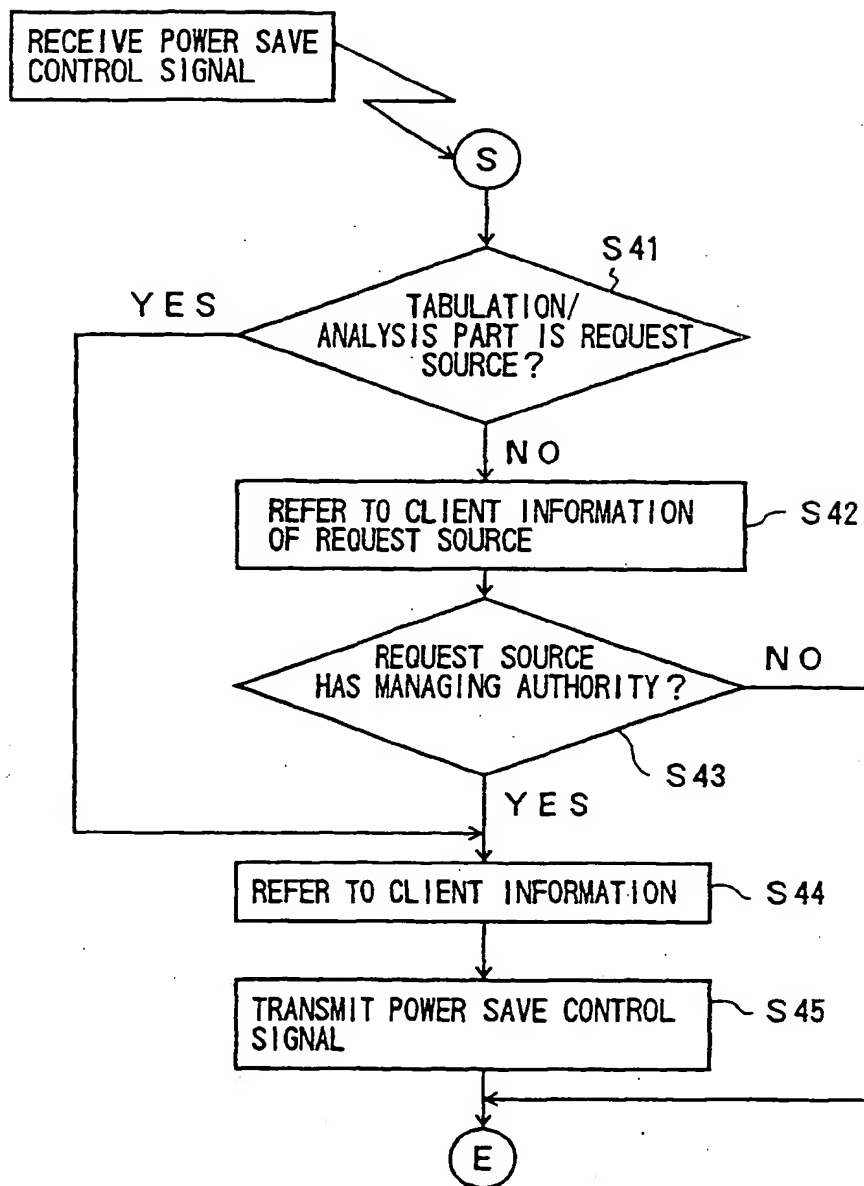 RECEIVE POWER SAVE
CONTROL SIGNAL
S
S41
YES
TABULATION/
ANALYSIS PART IS REQUEST
SOURCE?
NO
REFER TO CLIENT INFORMATION
OF REQUEST SOURCE
S42
REQUEST SOURCE
HAS MANAGING AUTHORITY?
NO
S43
YES
REFER TO CLIENT INFORMATION
S44
TRANSMIT POWER SAVE CONTROL
SIGNAL
S45
E